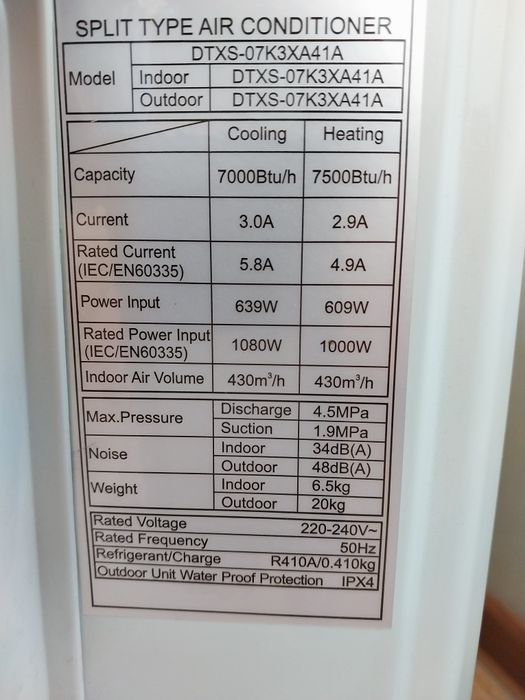 SPLIT TYPE AIR CONDITIONER
Model DTXS-07K3XA41A
Indoor DTXS-07K3XA41A
Outdoor DTXS-07K3XA41A
Cooling Heating
Capacity 7000Btu/h 7500Btu/h
Current 3.0A 2.9A
Rated Current
(IEC/EN60335) 5.8A 4.9A
Power Input 639W 609W
Rated Power Input
(IEC/EN60335) 1080W 1000W
Indoor Air Volume 430m³/h 430m³/h
Max.Pressure Discharge 4.5MPa
Suction 1.9MPa
Noise Indoor 34dB(A)
Outdoor 48dB(A)
Weight Indoor 6.5kg
Outdoor 20kg
Rated Voltage 220-240V~
Rated Frequency 50Hz
Refrigerant/Charge R410A/0.410kg
Outdoor Unit Water Proof Protection IPX4